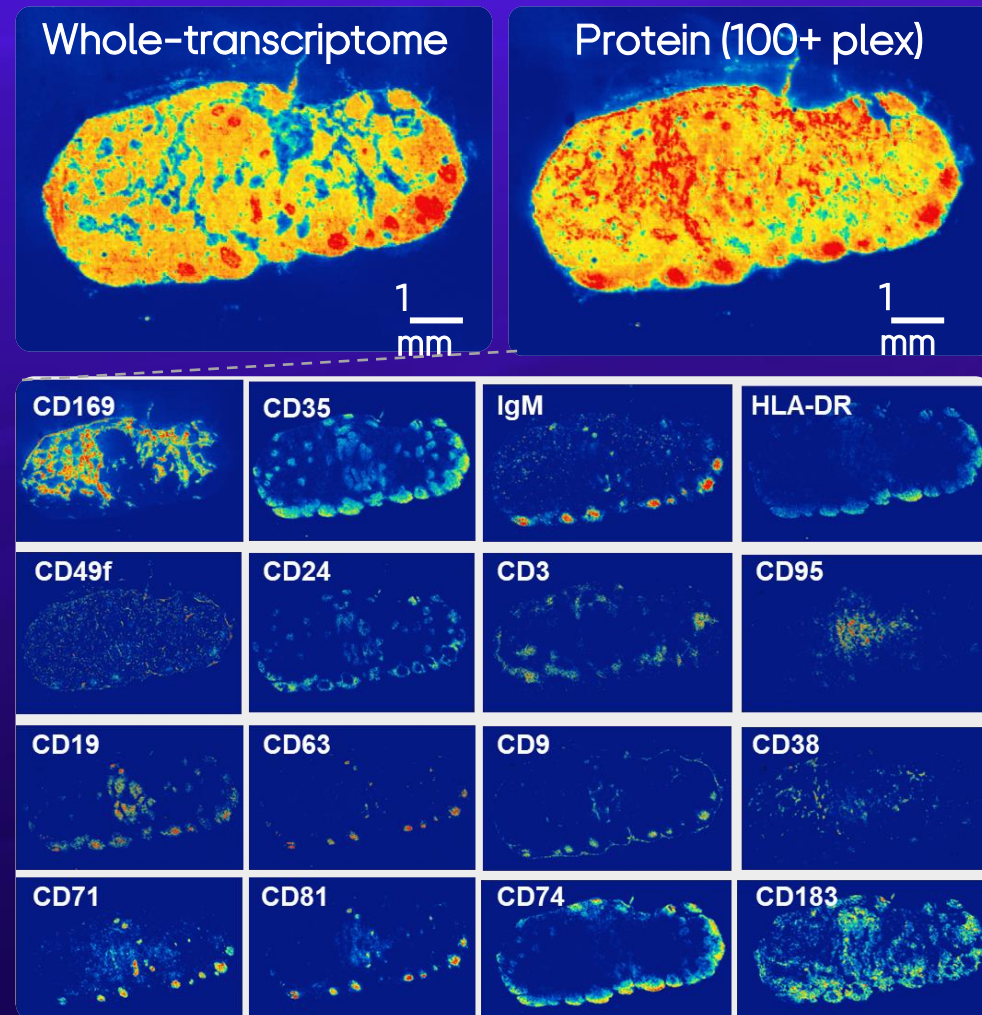 Whole-transcriptome
Protein (100+ plex)
1
mm
1
mm
CD169
CD35
IgM
HLA-DR
CD49f
CD24
CD3
CD95
CD19
CD63
CD9
CD38
CD71
CD81
CD74
CD183